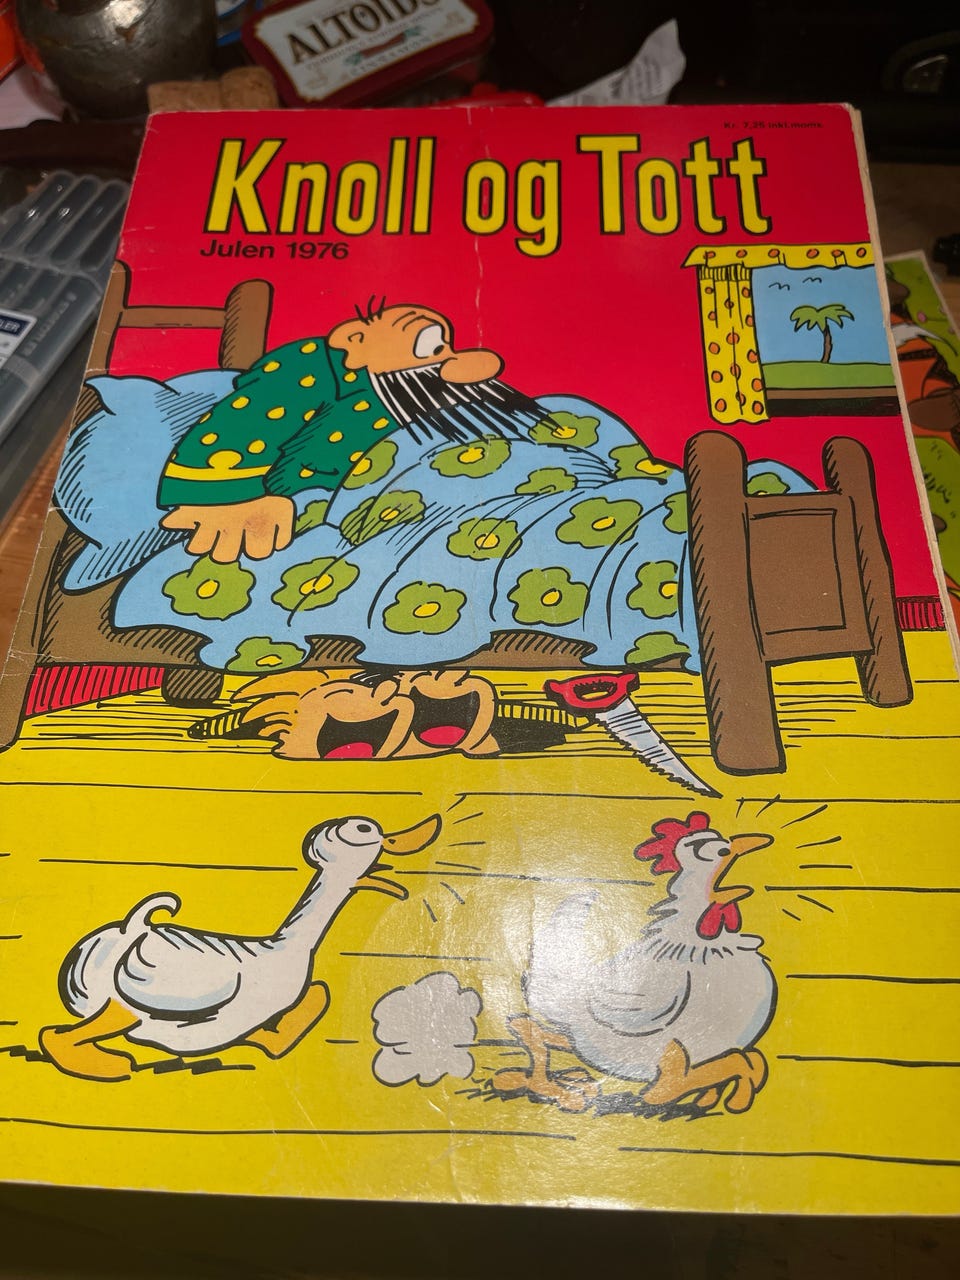 ALTOIDS
Kr. 7,25 inkl.moms.
Knoll og Tott
Julen 1976